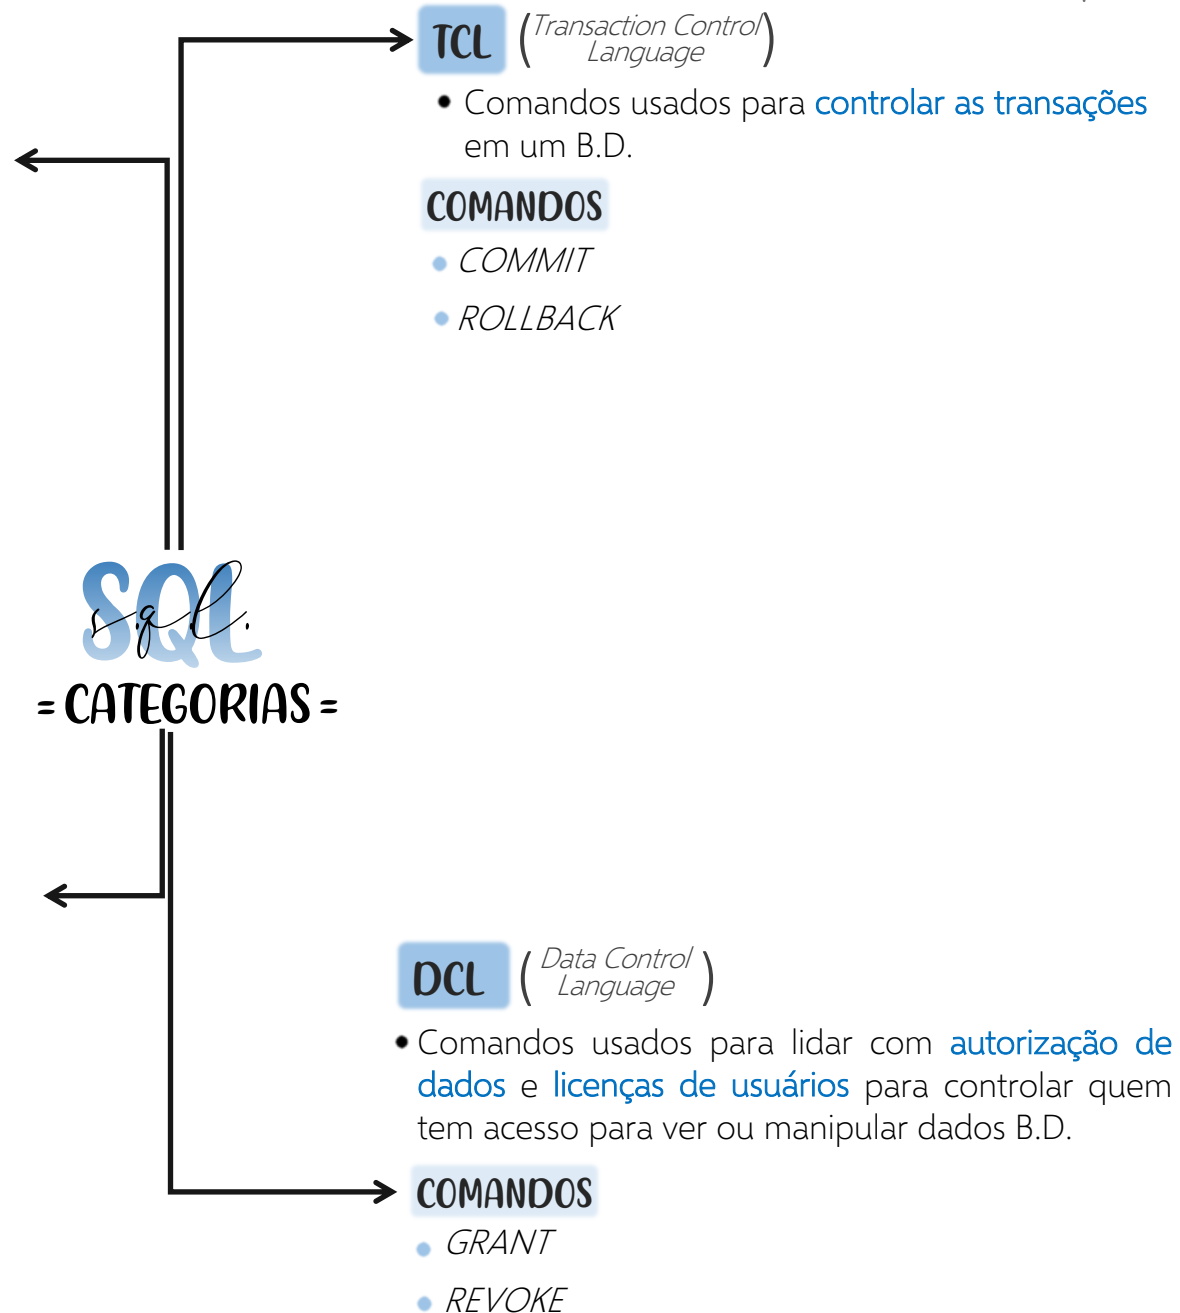 TCL (Transaction Control
Language)
• Comandos usados para controlar as transações
em um B.D.
COMANDOS
• COMMIT
• ROLLBACK
SQL
s.q.l.
= CATEGORIAS =
DCL (Data Control
Language)
• Comandos usados para lidar com autorização de
dados e licenças de usuários para controlar quem
tem acesso para ver ou manipular dados B.D.
COMANDOS
• GRANT
• REVOKE